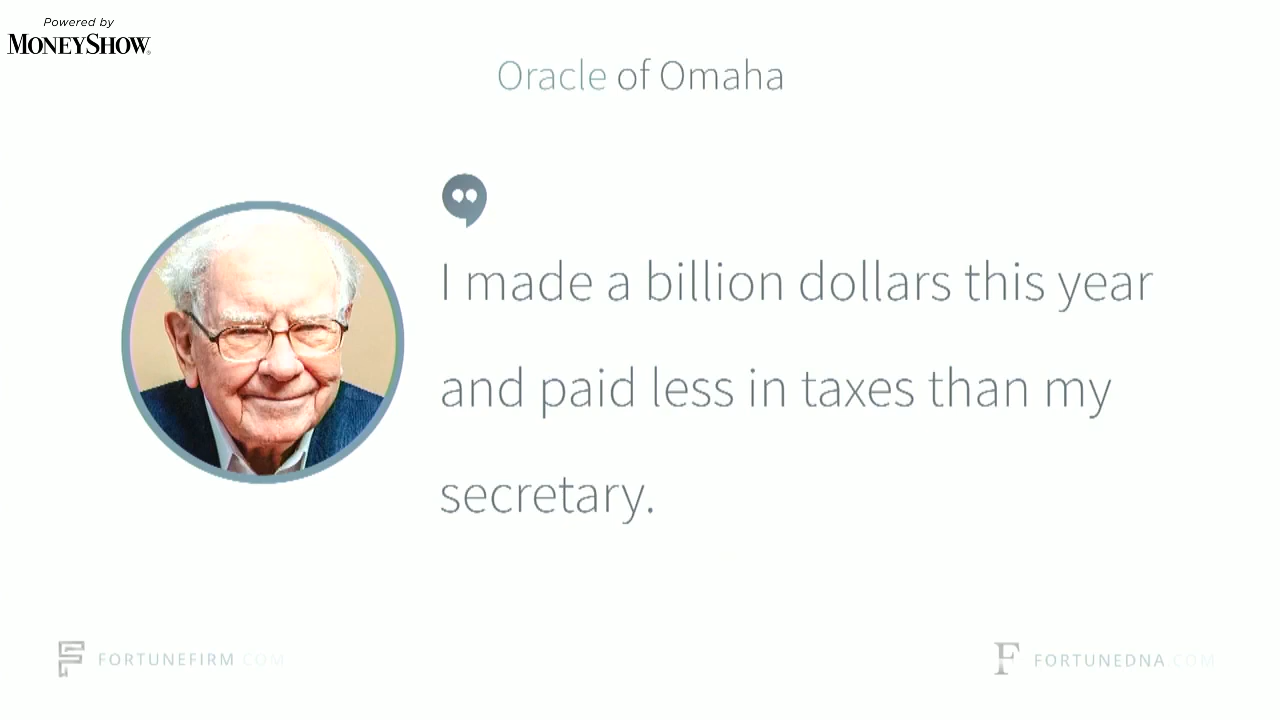 Powered by
MONEYSHOW
Oracle of Omaha
I made a billion dollars this year
and paid less in taxes than my
secretary.
FORTUNEFIRM.COM
FORTUNEDNA.COM